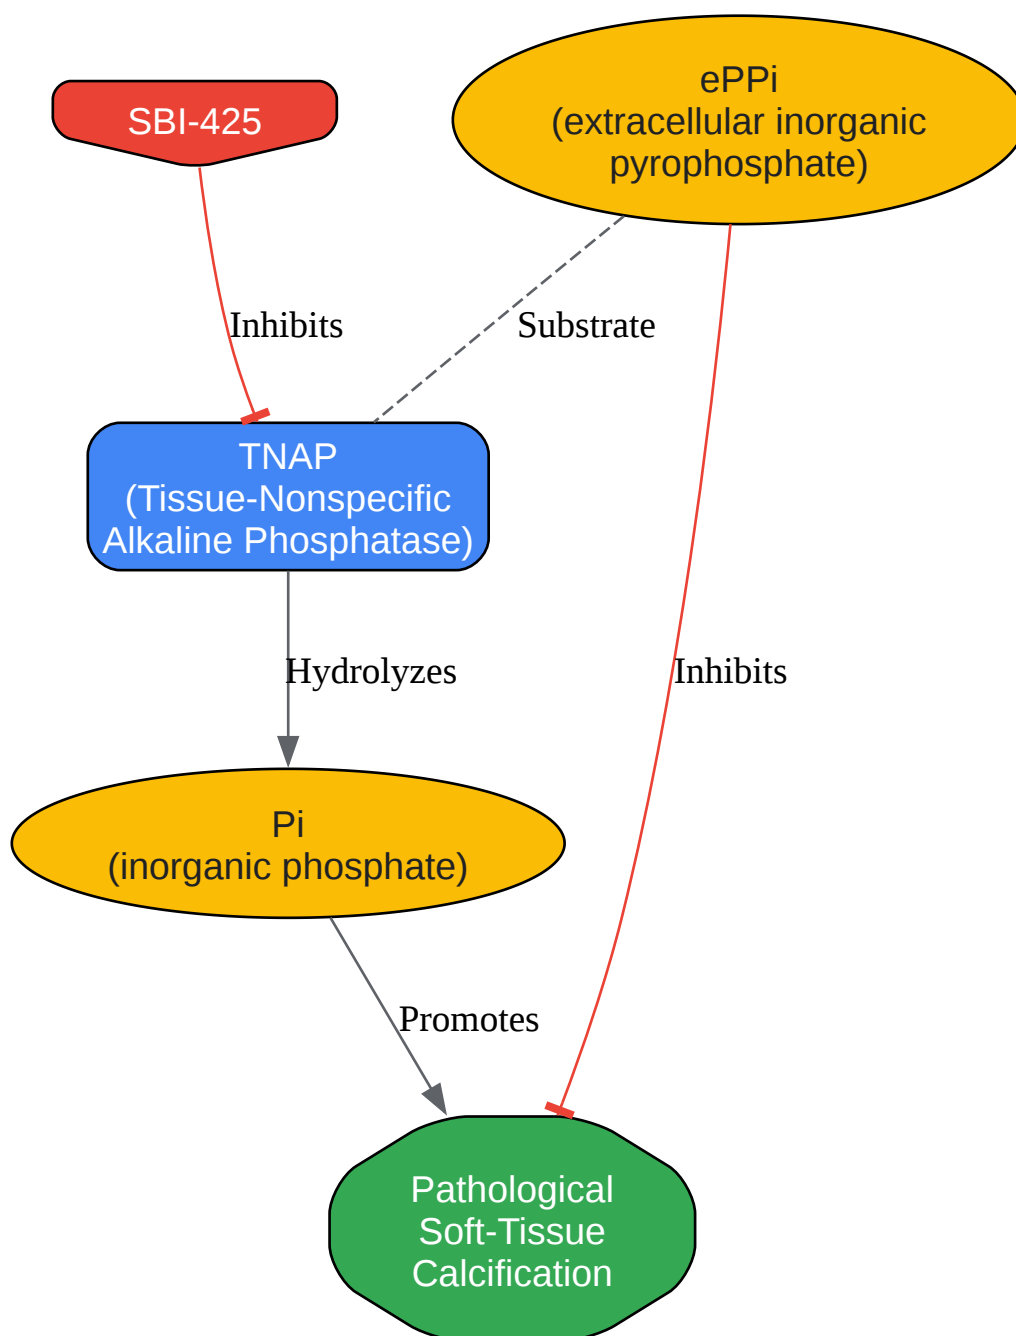 SBI-425
ePPi
(extracellular inorganic
pyrophosphate)
Inhibits
Substrate
TNAP
(Tissue-Nonspecific
Alkaline Phosphatase)
Hydrolyzes
Inhibits
Pi
(inorganic phosphate)
Promotes
Pathological
Soft-Tissue
Calcification